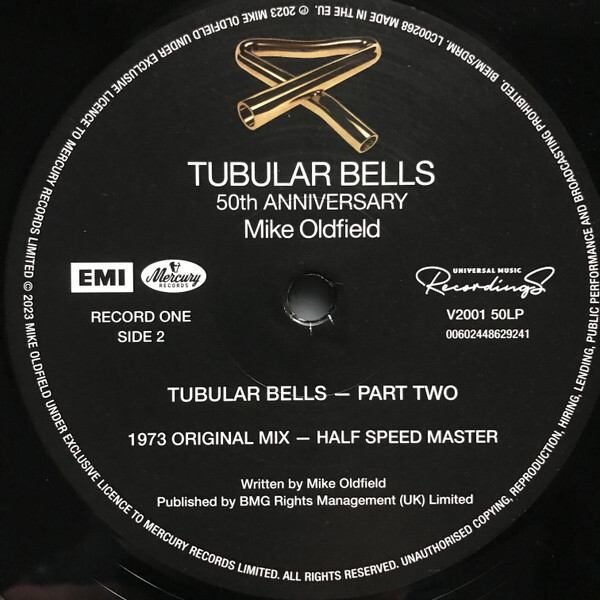 TUBULAR BELLS
50th ANNIVERSARY
Mike Oldfield
EMI
Mercury
RECORDS
RECORD ONE
SIDE 2
UNIVERSAL MUSIC
Recordings
V2001 50LP
00602448629241
TUBULAR BELLS — PART TWO
1973 ORIGINAL MIX — HALF SPEED MASTER
Written by Mike Oldfield
Published by BMG Rights Management (UK) Limited
℗ 2023 MIKE OLDFIELD UNDER EXCLUSIVE LICENCE TO MERCURY RECORDS LIMITED © 2023 MIKE OLDFIELD UNDER EXCLUSIVE LICENCE TO MERCURY RECORDS LIMITED. ALL RIGHTS RESERVED. UNAUTHORISED COPYING, REPRODUCTION, HIRING, LENDING, PUBLIC PERFORMANCE AND BROADCASTING PROHIBITED. BIEM/SDRM. LC00268 MADE IN THE EU.